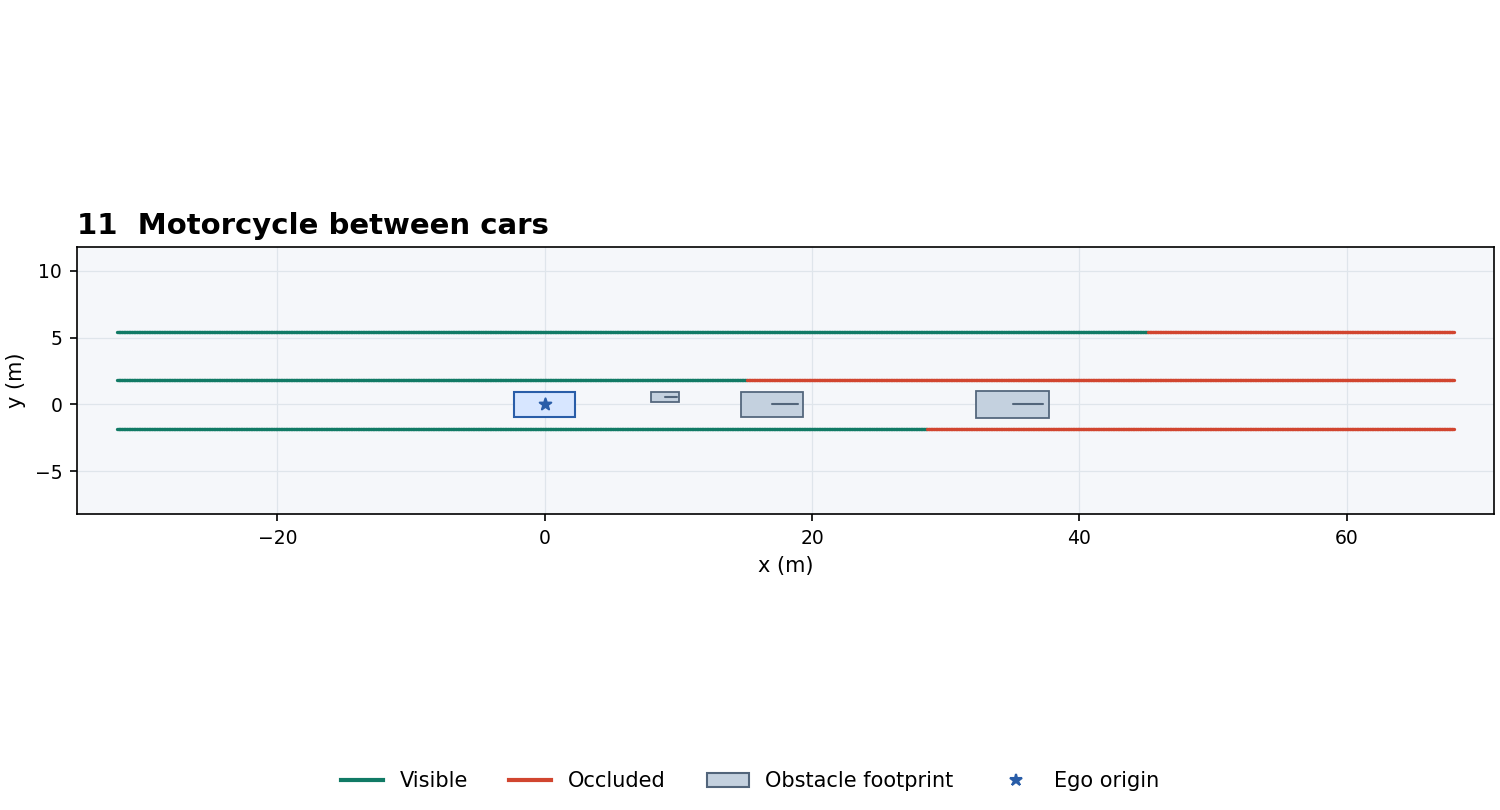 11  Motorcycle between cars
10
5
0
−5
y (m)
−20
0
20
40
60
x (m)
Visible
Occluded
Obstacle footprint
Ego origin